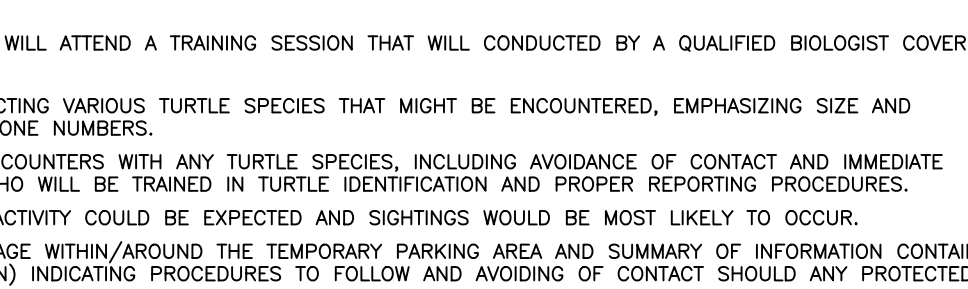 WILL ATTEND A TRAINING SESSION THAT WILL CONDUCTED BY A QUALIFIED BIOLOGIST COVER
CTING VARIOUS TURTLE SPECIES THAT MIGHT BE ENCOUNTERED, EMPHASIZING SIZE AND
ONE NUMBERS.
COUNTERS WITH ANY TURTLE SPECIES, INCLUDING AVOIDANCE OF CONTACT AND IMMEDIATE
HO WILL BE TRAINED IN TURTLE IDENTIFICATION AND PROPER REPORTING PROCEDURES.
ACTIVITY COULD BE EXPECTED AND SIGHTINGS WOULD BE MOST LIKELY TO OCCUR.
AGE WITHIN/AROUND THE TEMPORARY PARKING AREA AND SUMMARY OF INFORMATION CONTAI
N) INDICATING PROCEDURES TO FOLLOW AND AVOIDING OF CONTACT SHOULD ANY PROTECTED